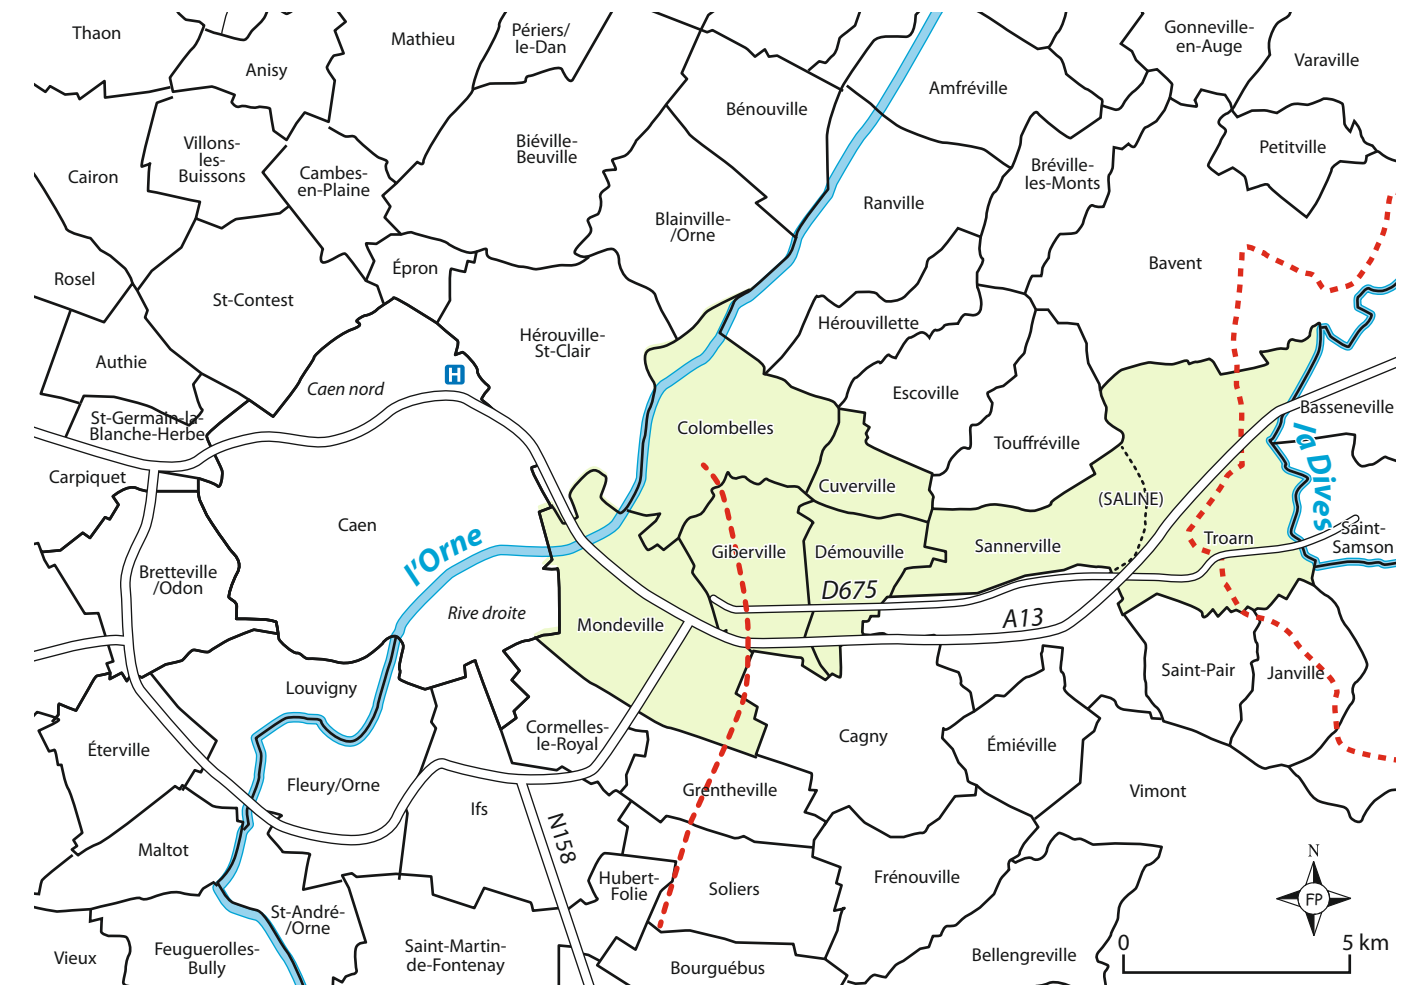 Thaon
Mathieu
Périers/
le-Dan
Gonneville-
en-Auge
Varaville
Anisy
Amfréville
Bénouville
Villons-
les-
Buissons
Biéville-
Beuville
Petitville
Cairon
Cambes-
en-Plaine
Bréville-
les-Monts
Ranville
Blainville-
/Orne
Bavent
Rosel
Épron
St-Contest
Hérouvillette
Hérouville-
St-Clair
Authie
H
Caen nord
Escoville
Basseneville
St-Germain-la-
Blanche-Herbe
Colombelles
Touffréville
la Dives
Carpiquet
Cuverville
(SALINE)
Caen
l'Orne
Giberville
Démouville
Sannerville
Troarn
Saint-
Samson
Bretteville
/Odon
D675
Rive droite
Mondeville
A13
Saint-Pair
Janville
Louvigny
Cormelles-
le-Royal
Cagny
Émiéville
Éterville
Fleury/Orne
Grentheville
Vimont
Ifs
N158
Maltot
Hubert-
Folie
Soliers
Frénouville
N
FP
St-André-
/Orne
Vieux
Feuguerolles-
Bully
Saint-Martin-
de-Fontenay
Bourguébus
Bellengreville
0
5 km